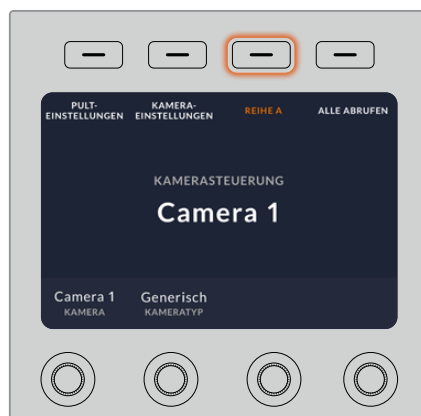 PULT-
EINSTELLUNGEN
KAMERA-
EINSTELLUNGEN
REIHE A
ALLE ABRUFEN
KAMERASTEUERUNG
Camera 1
Camera 1
KAMERA
Generisch
KAMERATYP